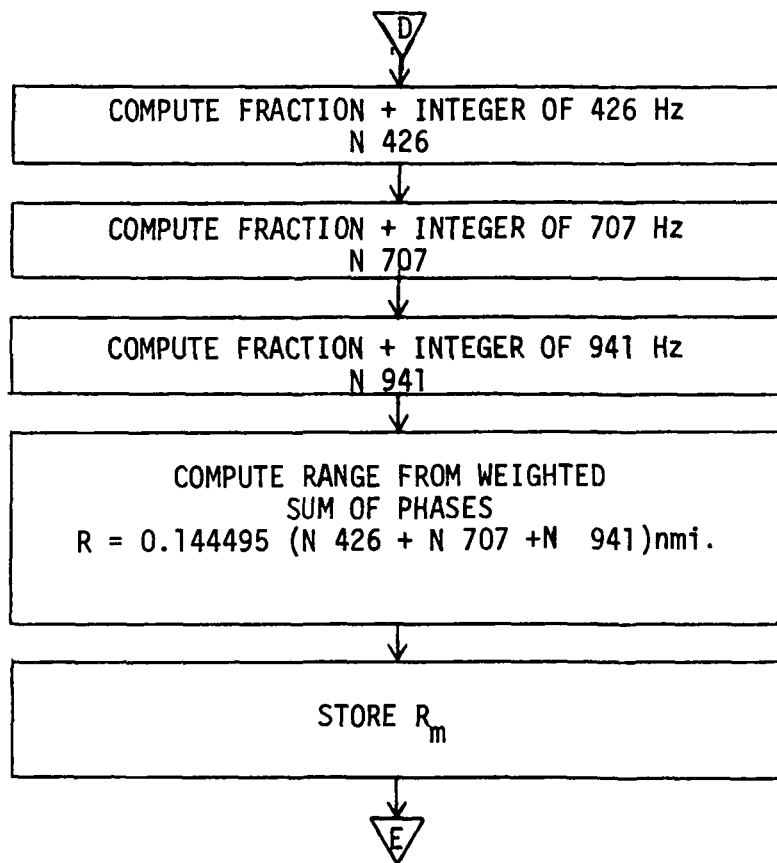 D
COMPUTE FRACTION + INTEGER OF 426 Hz
N 426
COMPUTE FRACTION + INTEGER OF 707 Hz
N 707
COMPUTE FRACTION + INTEGER OF 941 Hz
N 941
COMPUTE RANGE FROM WEIGHTED
SUM OF PHASES
R = 0.144495 (N 426 + N 707 +N 941)nmi.
STORE R_m
E